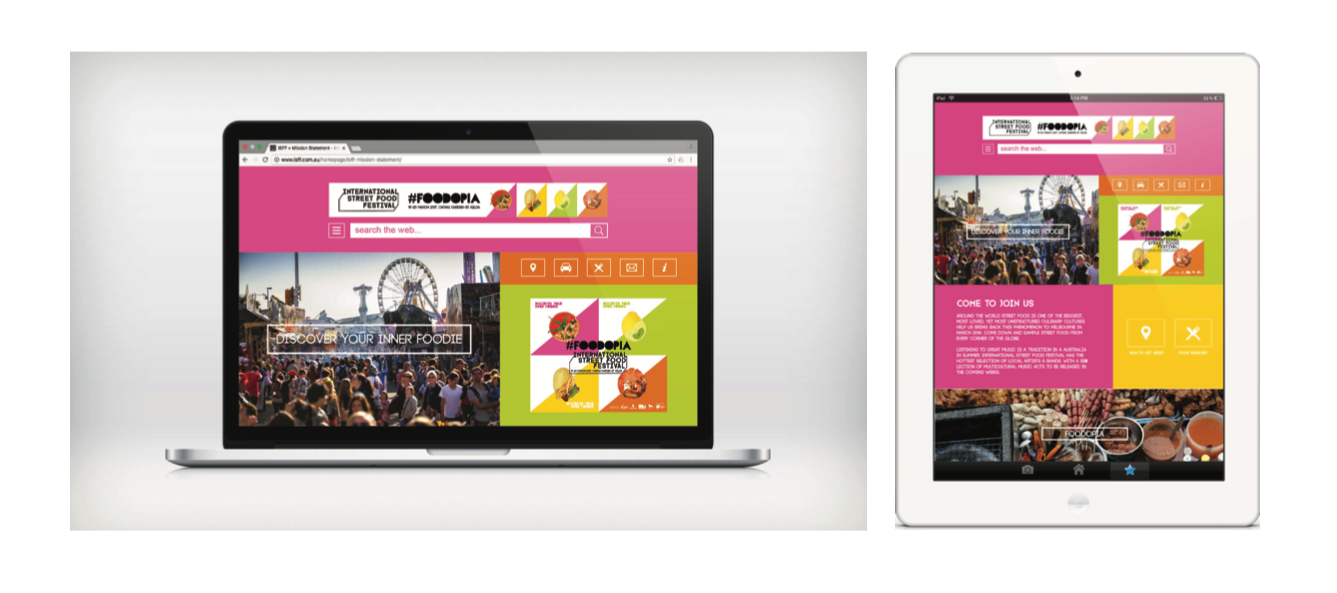 ISFF » Mission Statement
www.isff.com.au/homepage/isff-mission-statement/
INTERNATIONAL
STREET FOOD
FESTIVAL
#FOODOPIA
search the web...
DISCOVER YOUR INNER FOODIE
#FOODOPIA
INTERNATIONAL
STREET FOOD
FESTIVAL
iPad
INTERNATIONAL
STREET FOOD
FESTIVAL
#FOODOPIA
search the web...
DISCOVER YOUR INNER FOODIE
#FOODOPIA
INTERNATIONAL
STREET FOOD
FESTIVAL
COME TO JOIN US
AROUND THE WORLD STREET FOOD IS ONE OF THE BIGGEST,
MOST LOVED, YET MOST UNSTRUCTURED CULINARY CULTURES.
HELP US BRING BACK THIS PHENOMENON TO MELBOURNE IN
MARCH 2018. COME DOWN AND SAMPLE STREET FOOD FROM
EVERY CORNER OF THE GLOBE.
LISTENING TO GREAT MUSIC IS A TRADITION IN A AUSTRALIA
IN SUMMER. INTERNATIONAL STREET FOOD FESTIVAL HAS THE
HOTTEST SELECTION OF LOCAL ARTISTS & BANDS. WITH A SE
LECTION OF MULTICULTURAL MUSIC ACTS TO BE RELEASED IN
THE COMING WEEKS.
HOW TO GET HERE?
FOODOPIA